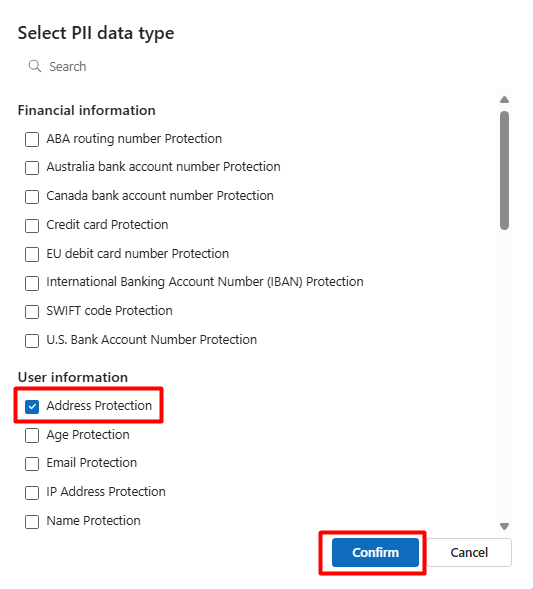 Select PII data type
Search
Financial information
ABA routing number Protection
Australia bank account number Protection
Canada bank account number Protection
Credit card Protection
EU debit card number Protection
International Banking Account Number (IBAN) Protection
SWIFT code Protection
U.S. Bank Account Number Protection
User information
Address Protection
Age Protection
Email Protection
IP Address Protection
Name Protection
Confirm Cancel